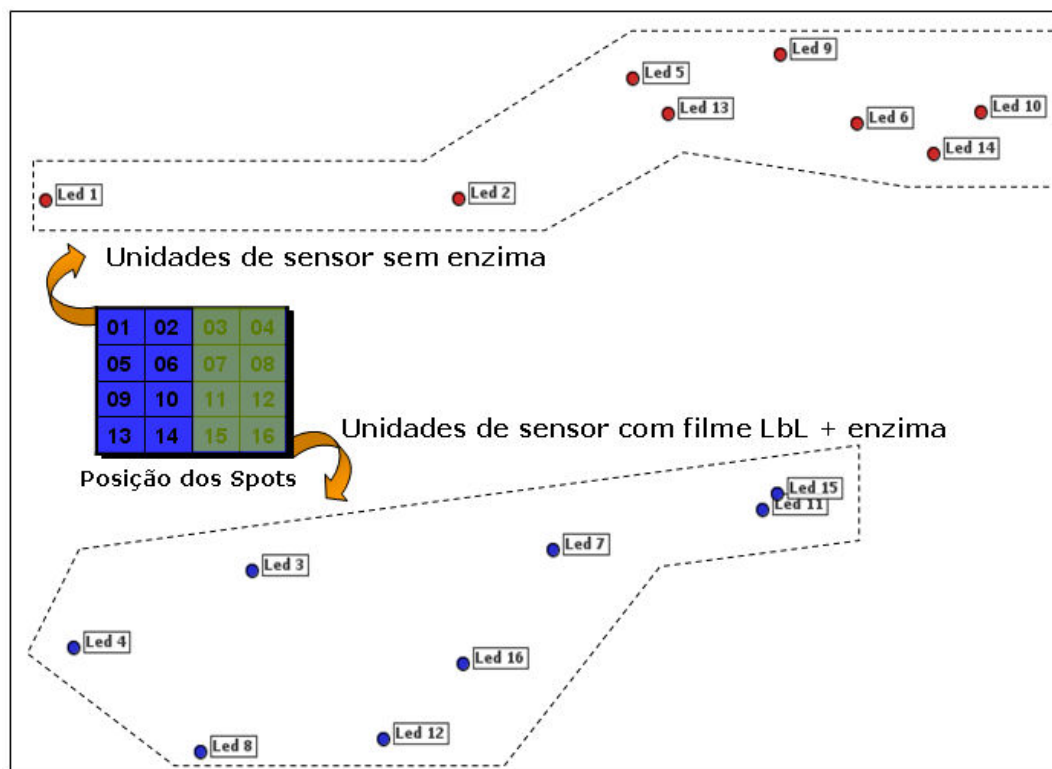 Led 9
Led 5
Led 13
Led 6
Led 10
Led 14
Led 1
Led 2
Unidades de sensor sem enzima
01 02 03 04
05 06 07 08
09 10 11 12
13 14 15 16
Posição dos Spots
Unidades de sensor com filme LbL + enzima
Led 15
Led 11
Led 7
Led 3
Led 4
Led 16
Led 12
Led 8